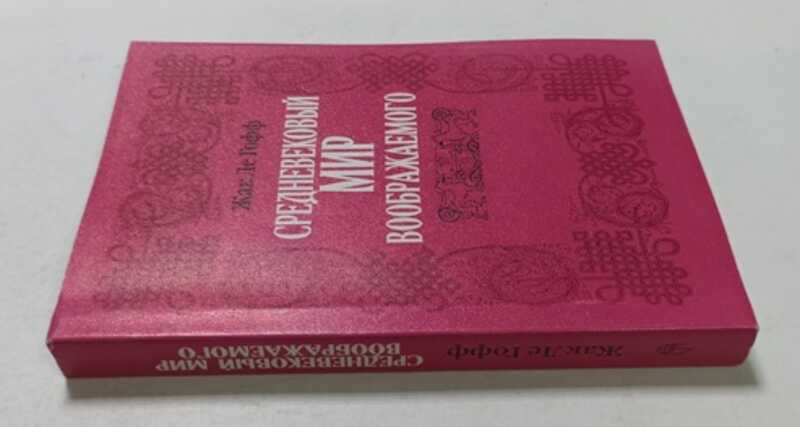 Жак Ле Гофф
СРЕДНЕВЕКОВЫЙ
МИР
ВООБРАЖАЕМОГО
Жак Ле Гофф
СРЕДНЕВЕКОВЫЙ МИР
ВООБРАЖАЕМОГО